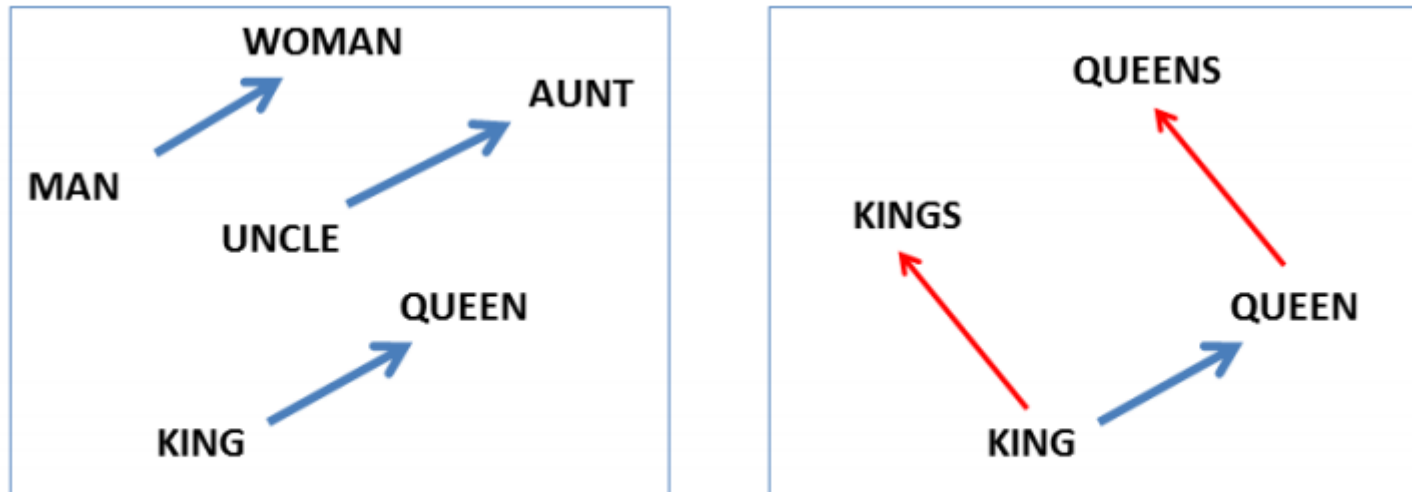 WOMAN
AUNT
MAN
UNCLE
QUEEN
KING
QUEENS
KINGS
QUEEN
KING